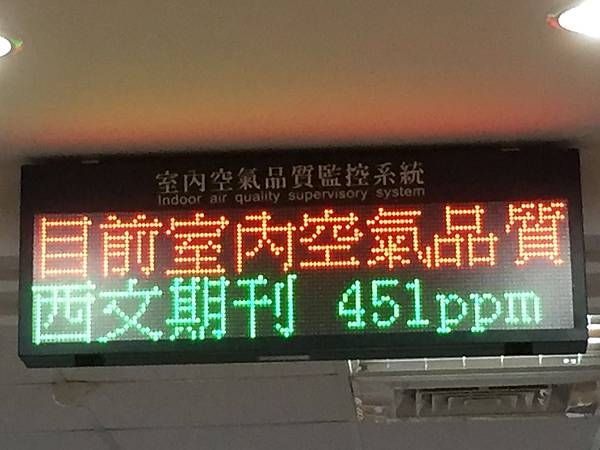 室內空氣品質監控系統
Indoor air quality supervisory system
目前室內空氣品質
西文期刊 451ppm